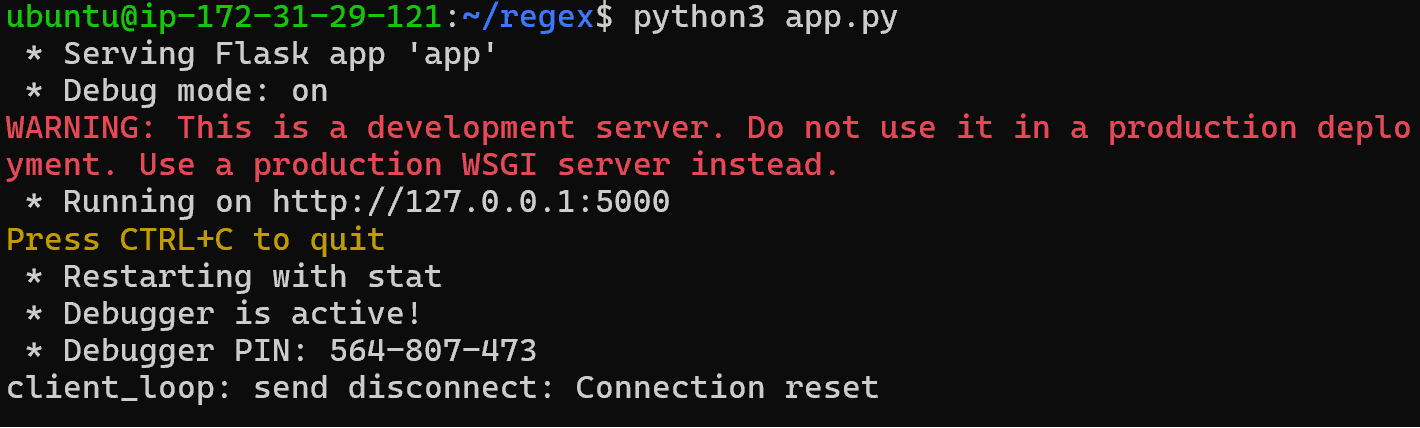 ubuntu@ip-172-31-29-121:~/regex$ python3 app.py
 * Serving Flask app 'app'
 * Debug mode: on
WARNING: This is a development server. Do not use it in a production deplo
yment. Use a production WSGI server instead.
 * Running on http://127.0.0.1:5000
Press CTRL+C to quit
 * Restarting with stat
 * Debugger is active!
 * Debugger PIN: 564-807-473
client_loop: send disconnect: Connection reset